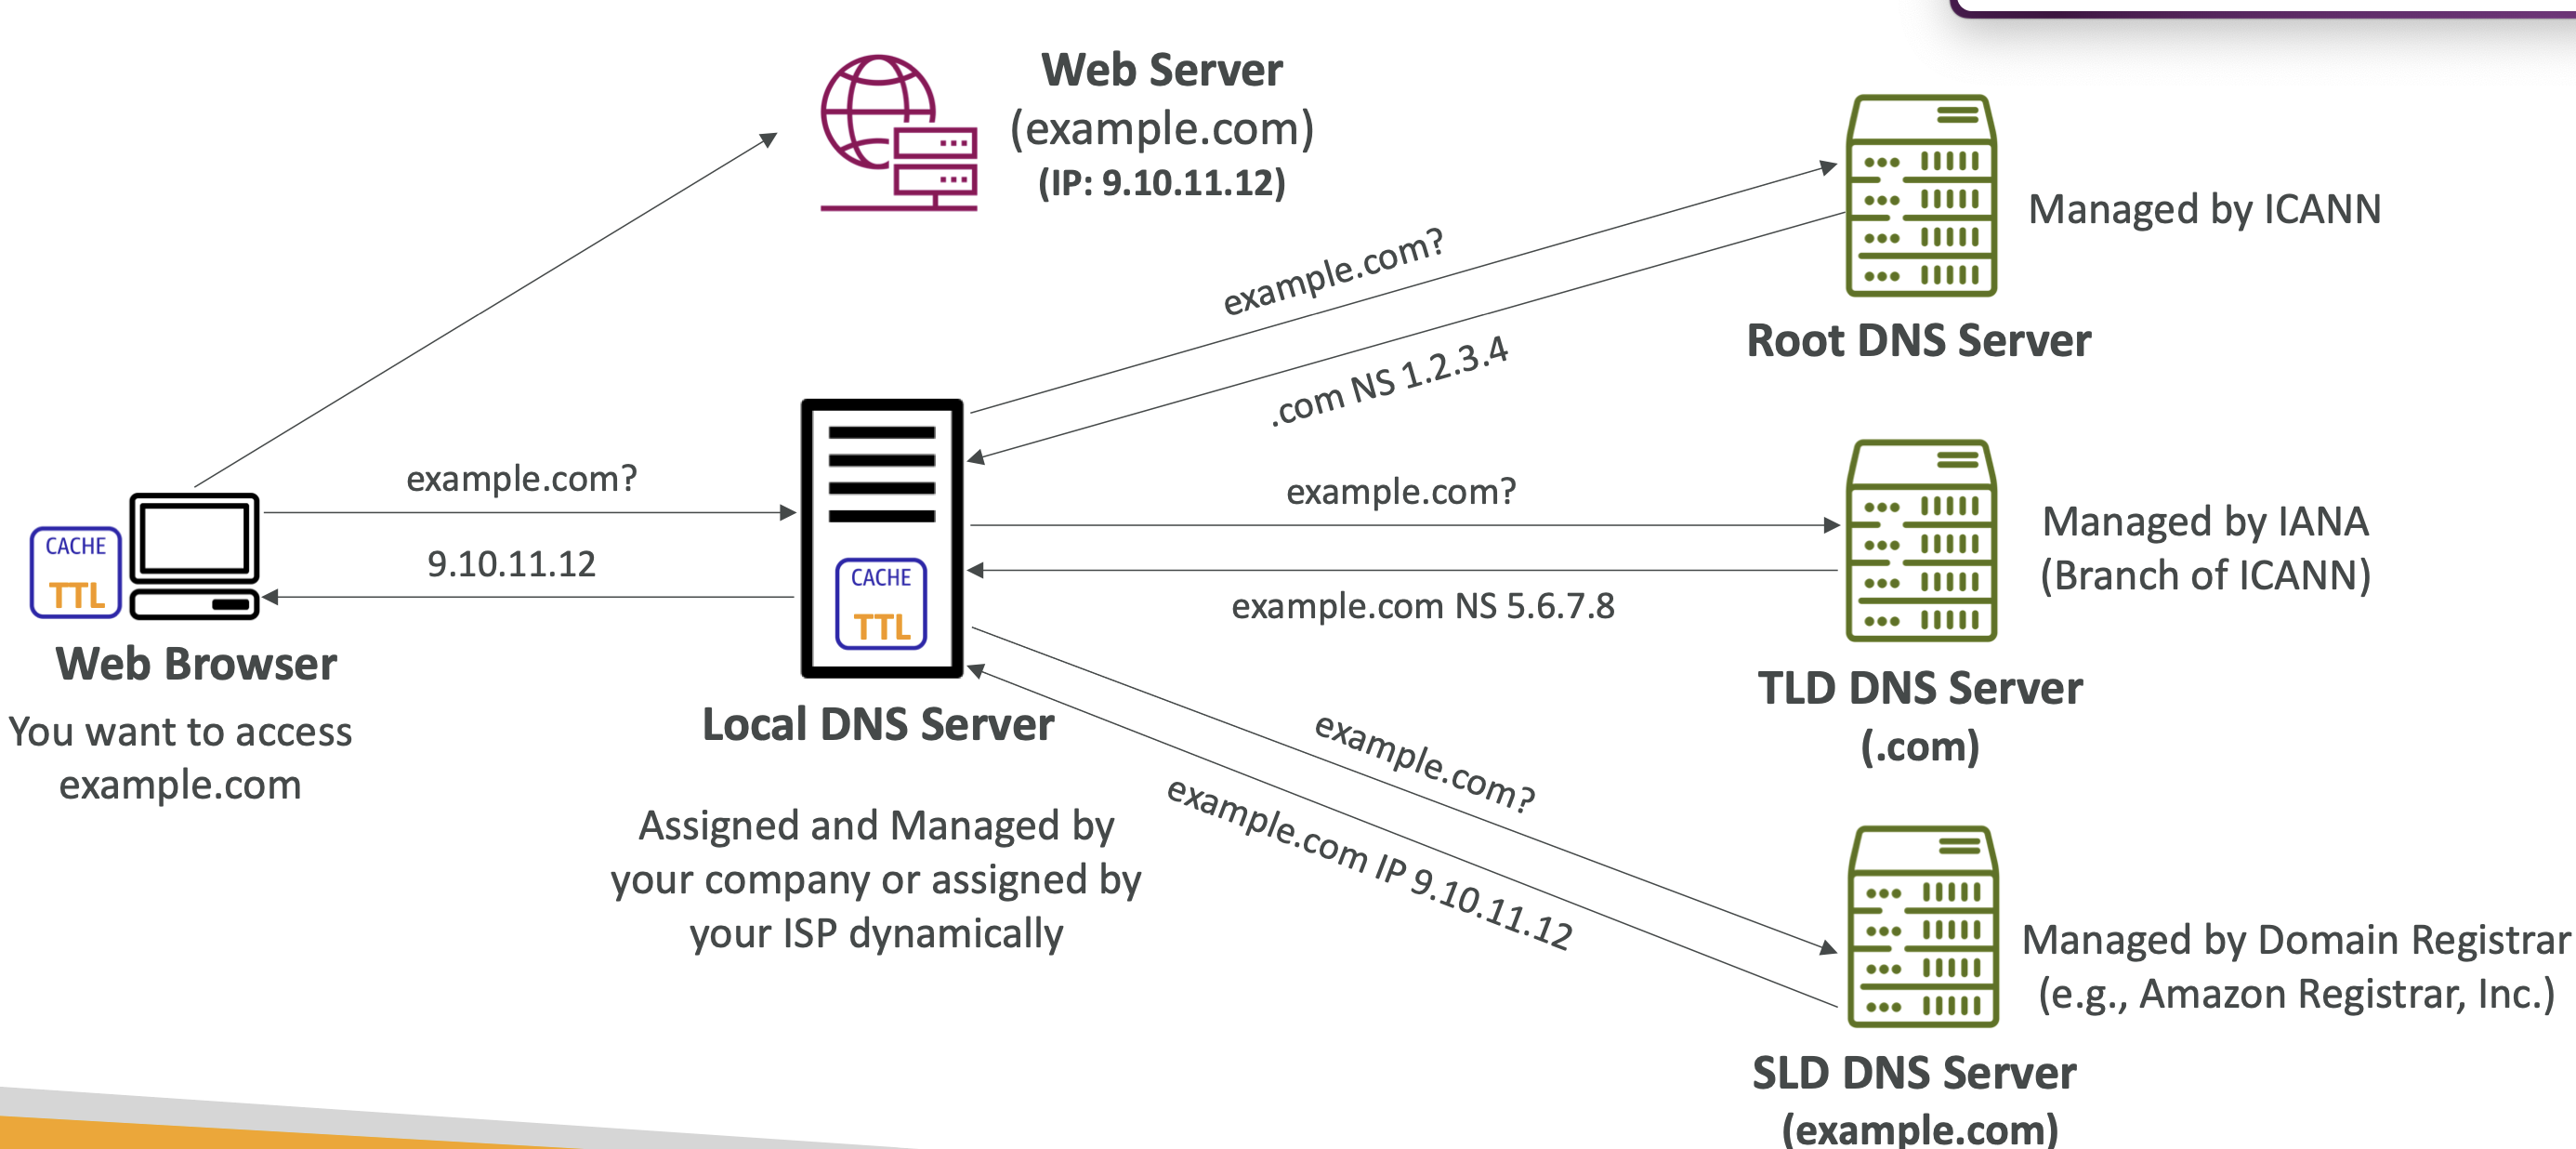 Web Server
(example.com)
(IP: 9.10.11.12)
Managed by ICANN
Root DNS Server
example.com?
.com NS 1.2.3.4
example.com?
9.10.11.12
CACHE
TTL
Web Browser
You want to access
example.com
CACHE
TTL
Local DNS Server
Assigned and Managed by
your company or assigned by
your ISP dynamically
example.com?
example.com NS 5.6.7.8
Managed by IANA
(Branch of ICANN)
TLD DNS Server
(.com)
example.com?
example.com IP 9.10.11.12
Managed by Domain Registrar
(e.g., Amazon Registrar, Inc.)
SLD DNS Server
(example.com)